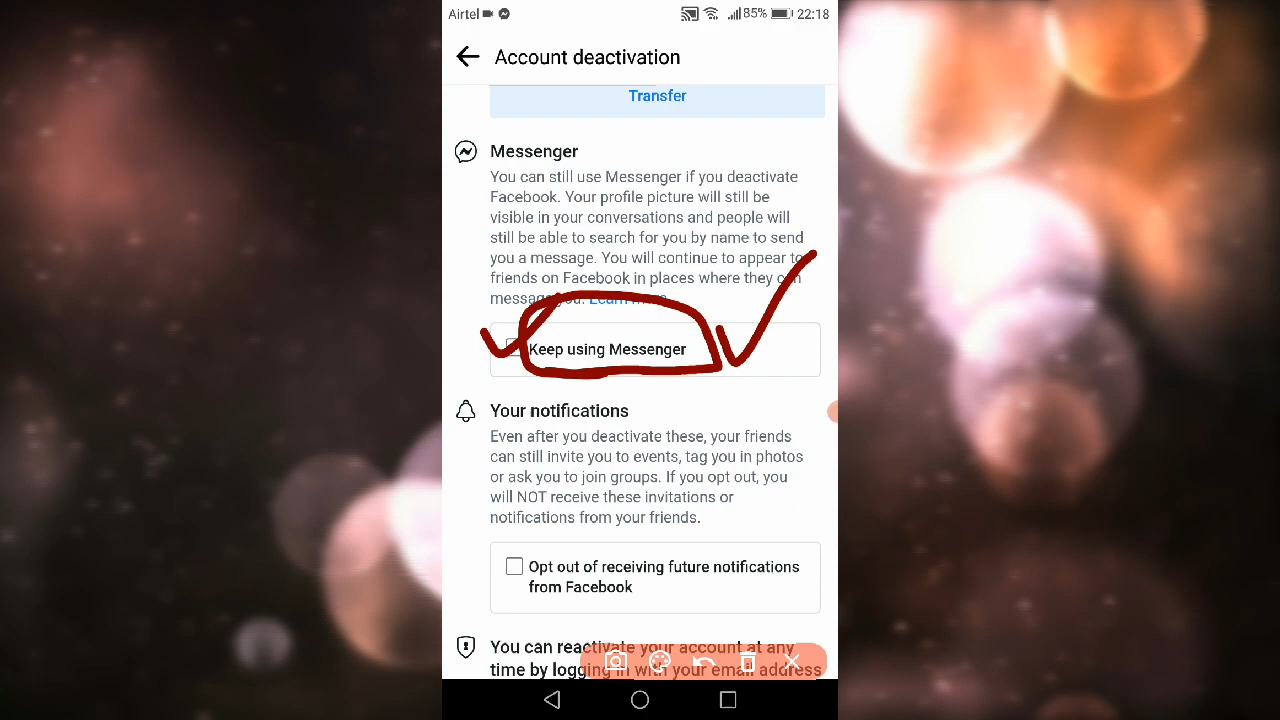 Airtel
85% 22:18
Account deactivation
Transfer
Messenger
You can still use Messenger if you deactivate
Facebook. Your profile picture will still be
visible in your conversations and people will
still be able to search for you by name to send
you a message. You will continue to appear to
friends on Facebook in places where they can
message you. Learn more
Keep using Messenger
Your notifications
Even after you deactivate these, your friends
can still invite you to events, tag you in photos
or ask you to join groups. If you opt out, you
will NOT receive these invitations or
notifications from your friends.
Opt out of receiving future notifications
from Facebook
You can reactivate your account at any
time by logging in with your email address